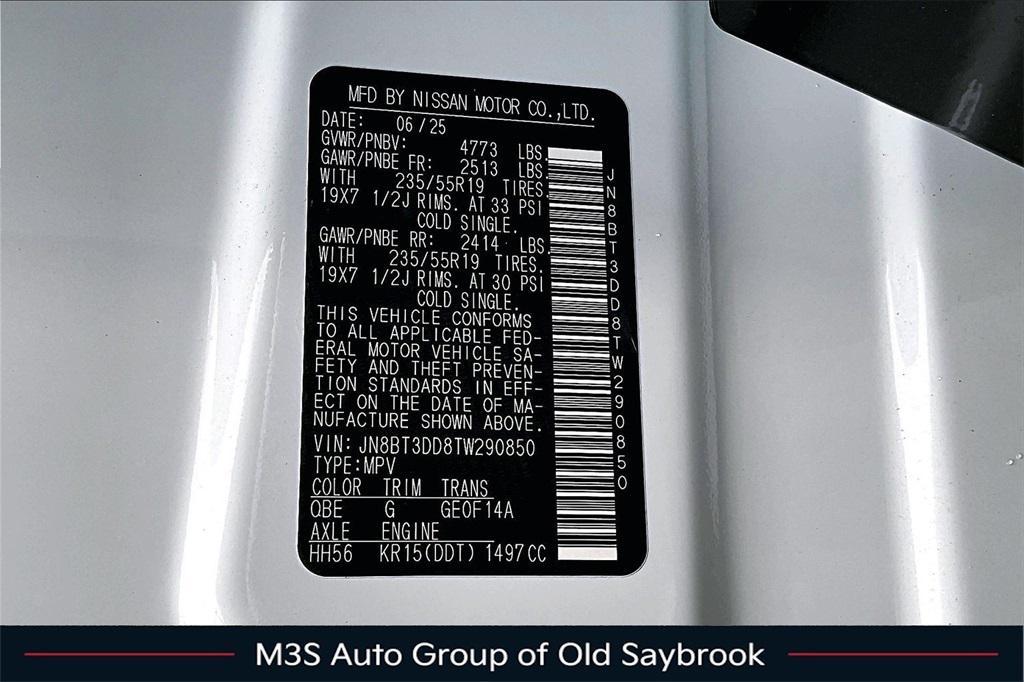 MFD BY NISSAN MOTOR CO.,LTD.
DATE: 06/25
GVWR/PNBV: 4773 LBS.
GAWR/PNBE FR: 2513 LBS.
WITH 235/55R19 TIRES.
19X7 1/2J RIMS. AT 33 PSI
COLD SINGLE.
GAWR/PNBE RR: 2414 LBS.
WITH 235/55R19 TIRES.
19X7 1/2J RIMS. AT 30 PSI
COLD SINGLE.
THIS VEHICLE CONFORMS
TO ALL APPLICABLE FED-
ERAL MOTOR VEHICLE SA-
FETY AND THEFT PREVEN-
TION STANDARDS IN EFF-
ECT ON THE DATE OF MA-
NUFACTURE SHOWN ABOVE.
VIN: JN8BT3DD8TW290850
TYPE:MPV
COLOR TRIM TRANS
QBE G GE0F14A
AXLE ENGINE
HH56 KR15(DDT) 1497CC
JN8BT3DD8TW290850
M3S Auto Group of Old Saybrook